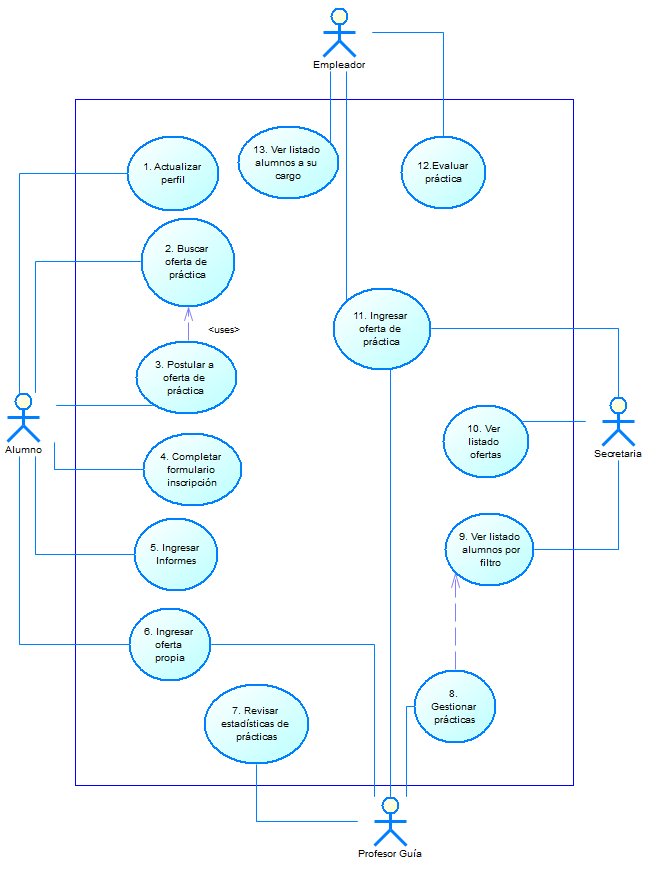 Empleador
13. Ver listado
alumnos a su
cargo
12.Evaluar
práctica
1. Actualizar
perfil
2. Buscar
oferta de
práctica
<uses>
11. Ingresar
oferta de
práctica
3. Postular a
oferta de
práctica
Alumno
10. Ver
listado
ofertas
Secretaria
4. Completar
formulario
inscripción
5. Ingresar
Informes
9. Ver listado
alumnos por
filtro
6. Ingresar
oferta
propia
7. Revisar
estadísticas de
prácticas
8.
Gestionar
prácticas
Profesor Guía